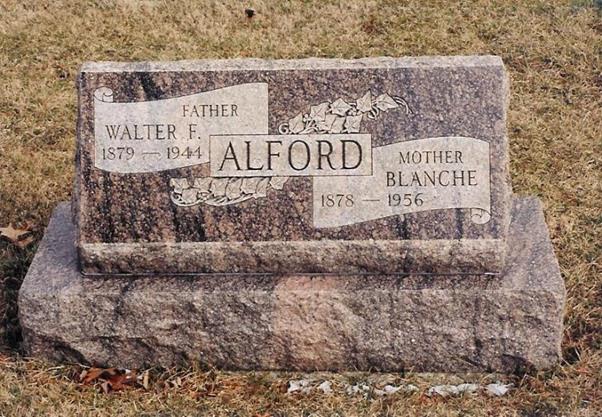 FATHER
WALTER F.
1879 — 1944
ALFORD
MOTHER
BLANCHE
1878 — 1956